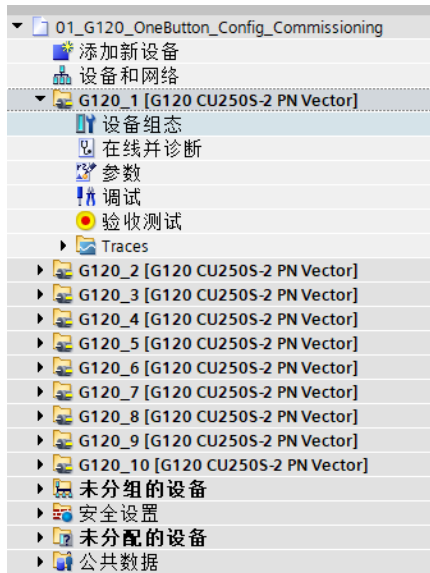 01_G120_OneButton_Config_Commissioning
添加新设备
设备和网络
G120_1 [G120 CU250S-2 PN Vector]
设备组态
在线并诊断
参数
调试
验收测试
Traces
G120_2 [G120 CU250S-2 PN Vector]
G120_3 [G120 CU250S-2 PN Vector]
G120_4 [G120 CU250S-2 PN Vector]
G120_5 [G120 CU250S-2 PN Vector]
G120_6 [G120 CU250S-2 PN Vector]
G120_7 [G120 CU250S-2 PN Vector]
G120_8 [G120 CU250S-2 PN Vector]
G120_9 [G120 CU250S-2 PN Vector]
G120_10 [G120 CU250S-2 PN Vector]
未分组的设备
安全设置
未分配的设备
公共数据